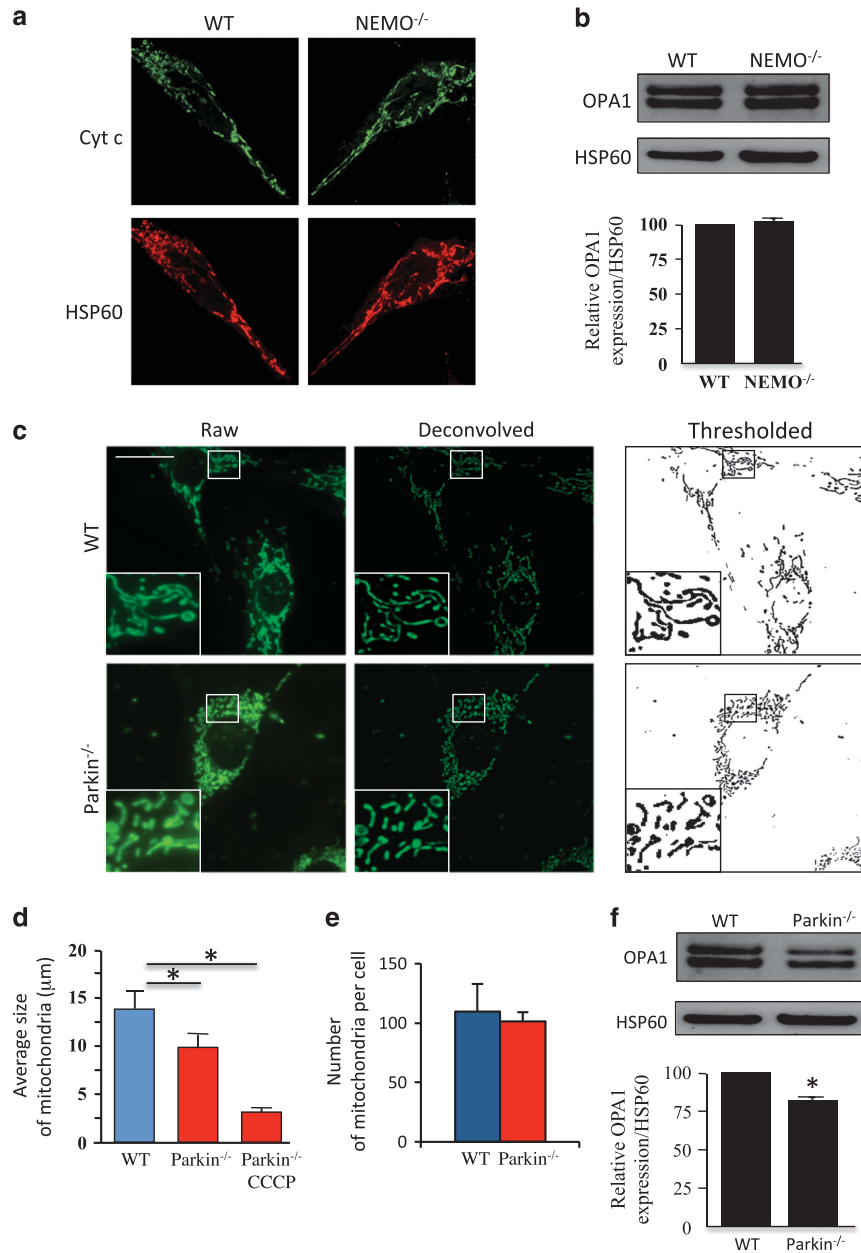 a
WT NEMO⁻/⁻
Cyt c
HSP60
b
WT NEMO⁻/⁻
OPA1
HSP60
Relative OPA1
expression/HSP60
100
75
50
25
0
WT NEMO⁻/⁻
c
Raw Deconvolved Thresholded
WT
Parkin⁻/⁻
d
Average size
of mitochondria (μm)
20
15
10
5
0
* *
WT Parkin⁻/⁻ Parkin⁻/⁻
CCCP
e
Number
of mitochondria per cell
150
100
50
0
WT Parkin⁻/⁻
f
WT Parkin⁻/⁻
OPA1
HSP60
Relative OPA1
expression/HSP60
100
75
50
25
0
*
WT Parkin⁻/⁻